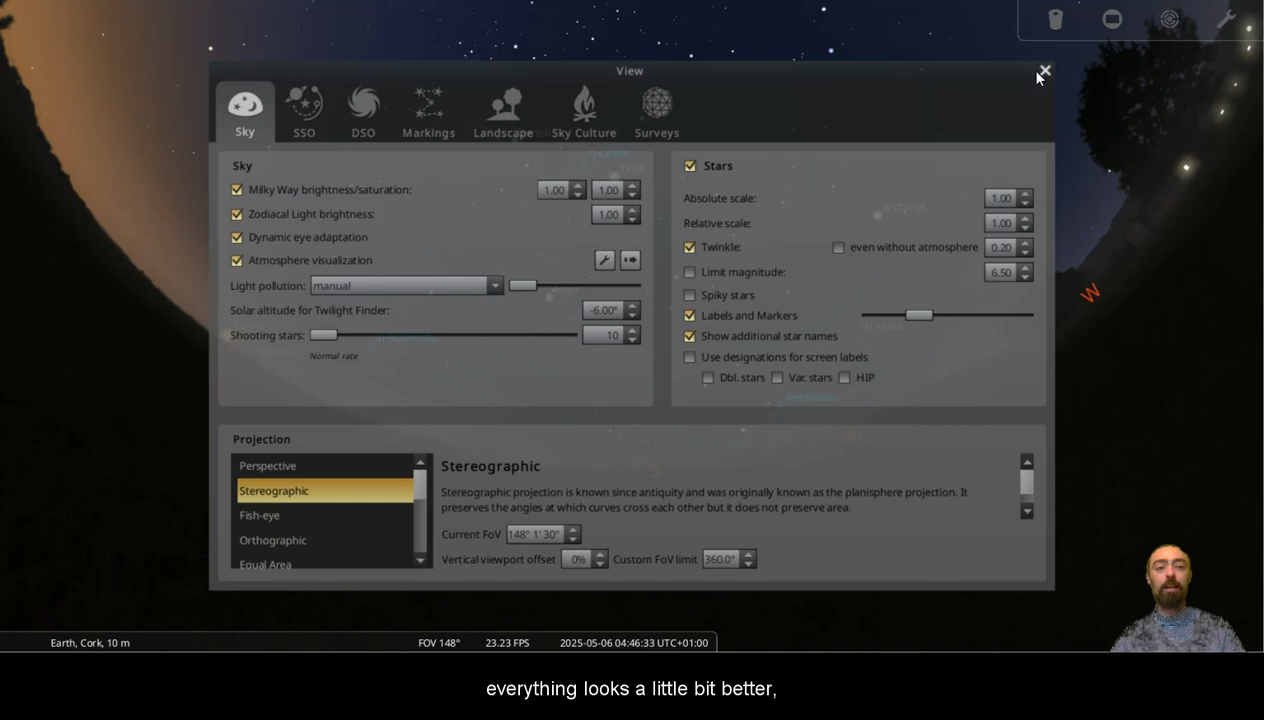 View
Sky
SSO
DSO
Markings
Landscape
Sky Culture
Surveys
Sky
Milky Way brightness/saturation: 1.00 1.00
Zodiacal Light brightness: 1.00
Dynamic eye adaptation
Atmosphere visualization
Light pollution: manual
Solar altitude for Twilight Finder: -6.00°
Shooting stars: 10
Normal rate
Stars
Absolute scale: 1.00
Relative scale: 1.00
Twinkle: even without atmosphere 0.20
Limit magnitude: 6.50
Spiky stars
Labels and Markers
Show additional star names
Use designations for screen labels
Dbl. stars Var. stars HIP
Arcturus
Antihelion
W
Projection
Perspective
Stereographic
Fish-eye
Orthographic
Equal Area
Stereographic
Stereographic projection is known since antiquity and was originally known as the planisphere projection. It
preserves the angles at which curves cross each other but it does not preserve area.
Current FoV 148° 1' 30"
Vertical viewport offset 0% Custom FoV limit 360.0°
Earth, Cork, 10 m FOV 148° 23.23 FPS 2025-05-06 04:46:33 UTC+01:00
everything looks a little bit better,